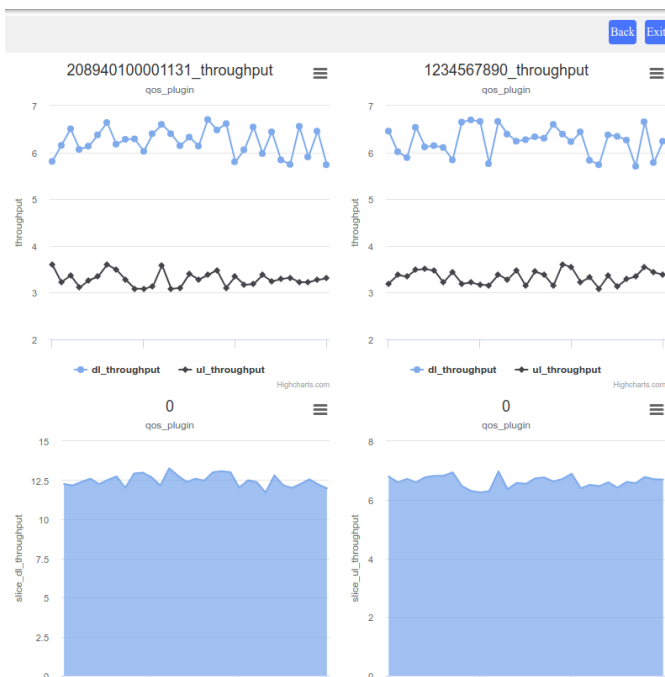 Back Exit
208940100001131_throughput
qos_plugin
7
6
5
4
3
2
throughput
dl_throughput ul_throughput
Highcharts.com
1234567890_throughput
qos_plugin
7
6
5
4
3
2
throughput
dl_throughput ul_throughput
Highcharts.com
0
qos_plugin
15
12.5
10
7.5
5
2.5
0
slice_dl_throughput
0
qos_plugin
8
6
4
2
0
slice_ul_throughput